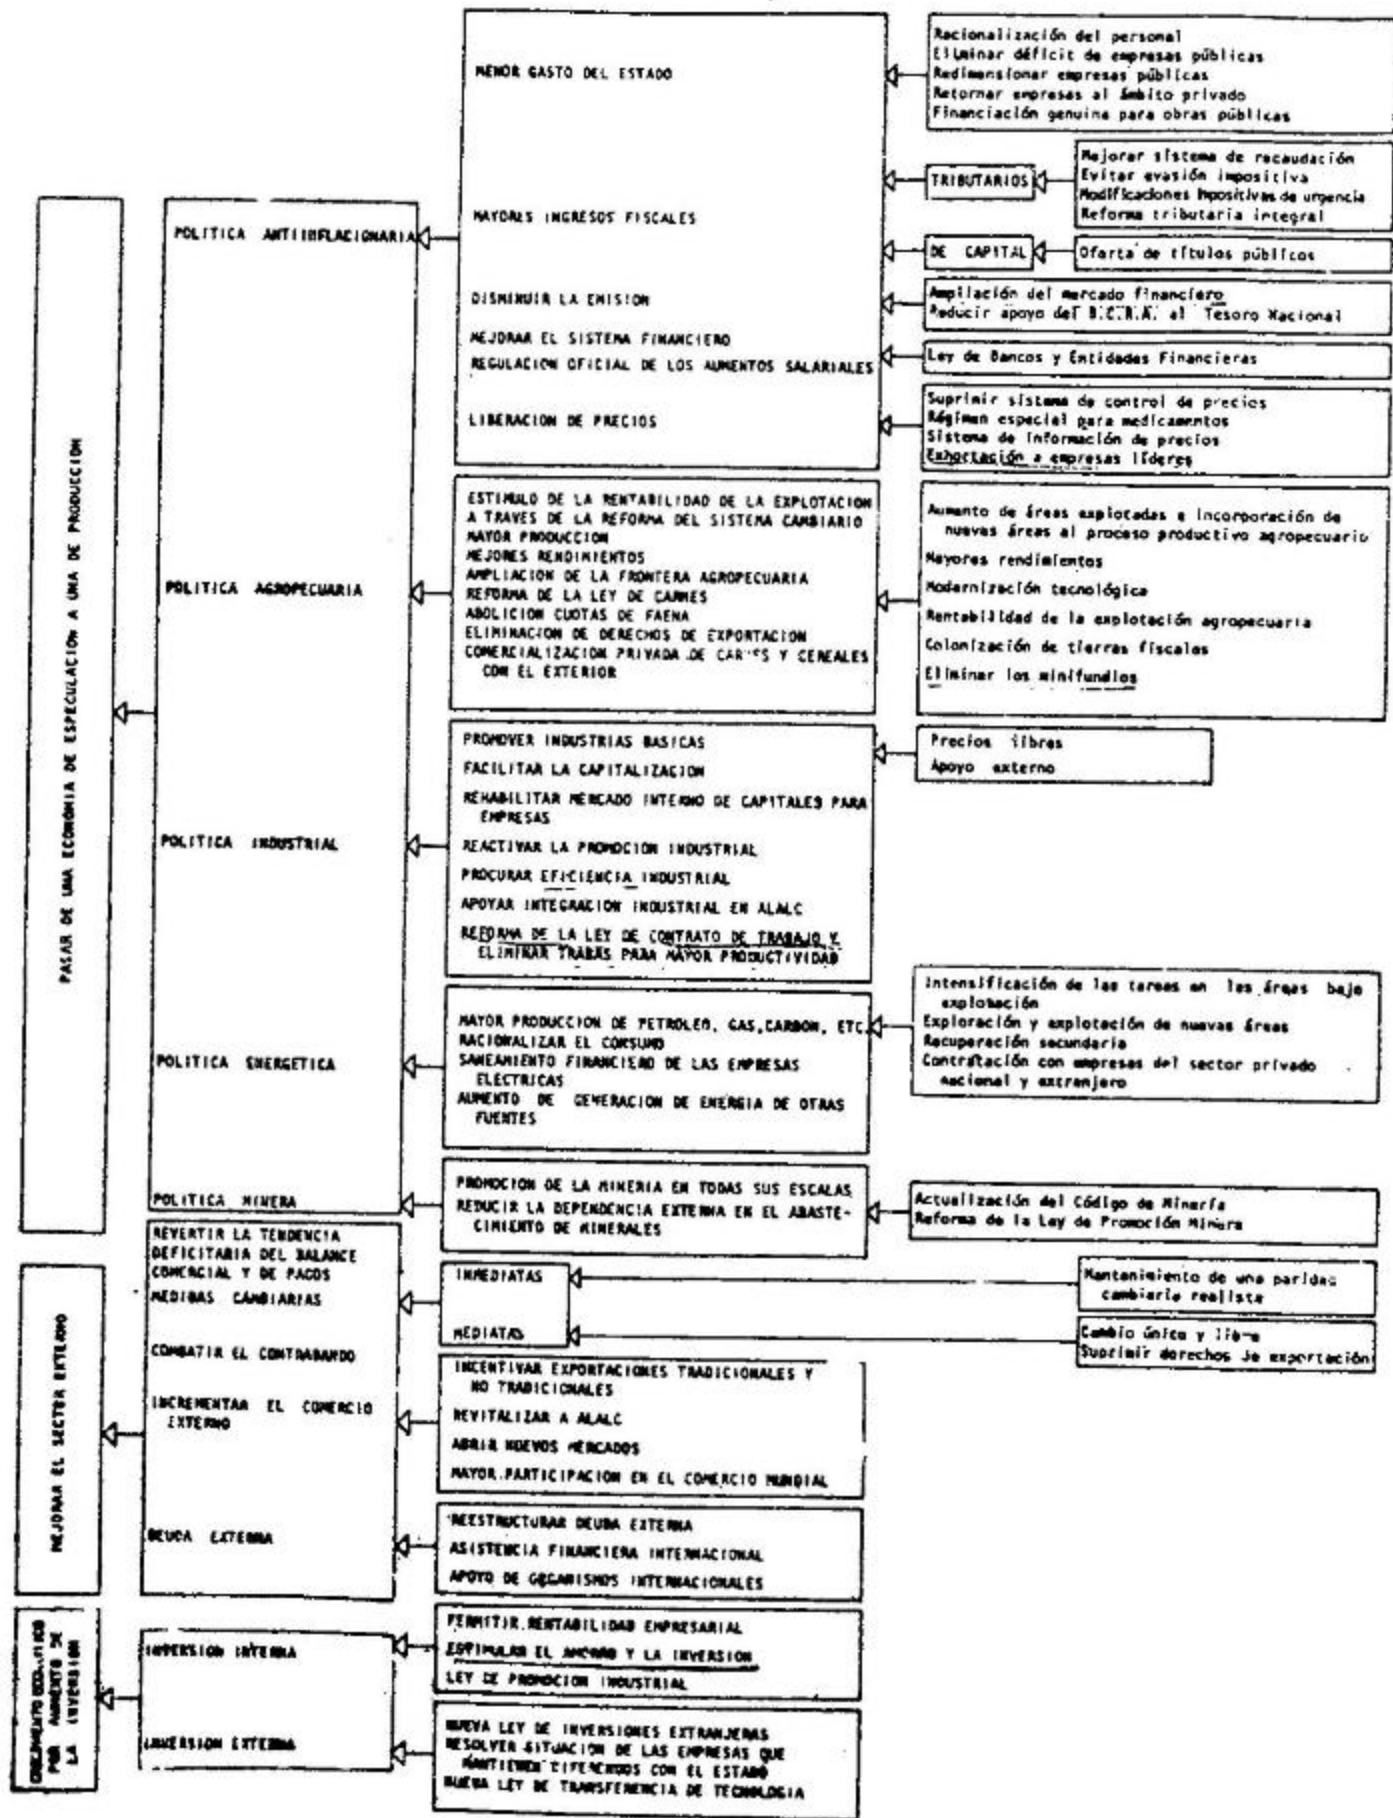 PASAR DE UNA ECONOMIA DE ESPECULACION A UNA DE PRODUCCION
POLITICA ANTIINFLACIONARIA
MENOR GASTO DEL ESTADO
Racionalización del personal
Eliminar déficit de empresas públicas
Redimensionar empresas públicas
Retornar empresas al ámbito privado
Financiación genuina para obras públicas
MAYORES INGRESOS FISCALES
TRIBUTARIOS
Mejorar sistema de recaudación
Evitar evasión impositiva
Modificaciones impositivas de urgencia
Reforma tributaria integral
DE CAPITAL
Oferta de títulos públicos
DISMINUIR LA EMISION
Ampliación del mercado financiero
Reducir apoyo del B.C.R.A. al Tesoro Nacional
MEJORAR EL SISTEMA FINANCIERO
REGULACION OFICIAL DE LOS AUMENTOS SALARIALES
Ley de Bancos y Entidades Financieras
LIBERACION DE PRECIOS
Suprimir sistema de control de precios
Régimen especial para medicamentos
Sistema de información de precios
Exhortación a empresas líderes
POLITICA AGROPECUARIA
ESTIMULO DE LA RENTABILIDAD DE LA EXPLOTACION
A TRAVES DE LA REFORMA DEL SISTEMA CAMBIARIO
MAYOR PRODUCCION
MEJORES RENDIMIENTOS
AMPLIACION DE LA FRONTERA AGROPECUARIA
REFORMA DE LA LEY DE CARNES
ABOLICION CUOTAS DE FAENA
ELIMINACION DE DERECHOS DE EXPORTACION
COMERCIALIZACION PRIVADA DE CARNES Y CEREALES
CON EL EXTERIOR
Aumento de áreas explotadas e incorporación de
nuevas áreas al proceso productivo agropecuario
Mayores rendimientos
Modernización tecnológica
Rentabilidad de la explotación agropecuaria
Colonización de tierras fiscales
Eliminar los minifundios
POLITICA INDUSTRIAL
PROMOVER INDUSTRIAS BASICAS
FACILITAR LA CAPITALIZACION
REHABILITAR MERCADO INTERNO DE CAPITALES PARA
EMPRESAS
REACTIVAR LA PROMOCION INDUSTRIAL
PROCURAR EFICIENCIA INDUSTRIAL
APOYAR INTEGRACION INDUSTRIAL EN ALALC
REFORMA DE LA LEY DE CONTRATO DE TRABAJO Y
ELIMINAR TRABAS PARA MAYOR PRODUCTIVIDAD
Precios libres
Apoyo externo
POLITICA ENERGETICA
MAYOR PRODUCCION DE PETROLEO, GAS, CARBON, ETC.
RACIONALIZAR EL CONSUMO
SANEAMIENTO FINANCIERO DE LAS EMPRESAS
ELECTRICAS
AUMENTO DE GENERACION DE ENERGIA DE OTRAS
FUENTES
Intensificación de las tareas en las áreas bajo
explotación
Exploración y explotación de nuevas áreas
Recuperación secundaria
Contratación con empresas del sector privado
nacional y extranjero
POLITICA MINERA
PROMOCION DE LA MINERIA EN TODAS SUS ESCALAS
REDUCIR LA DEPENDENCIA EXTERNA EN EL ABASTE-
CIMIENTO DE MINERALES
Actualización del Código de Minería
Reforma de la Ley de Promoción Minera
MEJORAR EL SECTOR EXTERNO
REVERTIR LA TENDENCIA
DEFICITARIA DEL BALANCE
COMERCIAL Y DE PAGOS
MEDIDAS CAMBIARIAS
INMEDIATAS
Mantenimiento de una paridad
cambiaria realista
MEDIATAS
Cambio único y libre
Suprimir derechos de exportación
COMBATIR EL CONTRABANDO
INCREMENTAR EL COMERCIO
EXTERNO
INCENTIVAR EXPORTACIONES TRADICIONALES Y
NO TRADICIONALES
REVITALIZAR A ALALC
ABRIR NUEVOS MERCADOS
MAYOR PARTICIPACION EN EL COMERCIO MUNDIAL
DEUDA EXTERNA
REESTRUCTURAR DEUDA EXTERNA
ASISTENCIA FINANCIERA INTERNACIONAL
APOYO DE ORGANISMOS INTERNACIONALES
CRECIMIENTO ECONOMICO
POR AUMENTO DE
LA INVERSION
INVERSION INTERNA
PERMITIR RENTABILIDAD EMPRESARIAL
ESTIMULAR EL AHORRO Y LA INVERSION
LEY DE PROMOCION INDUSTRIAL
INVERSION EXTERNA
NUEVA LEY DE INVERSIONES EXTRANJERAS
RESOLVER SITUACION DE LAS EMPRESAS QUE
MANTIENEN DIFERENDOS CON EL ESTADO
NUEVA LEY DE TRANSFERENCIA DE TECNOLOGIA